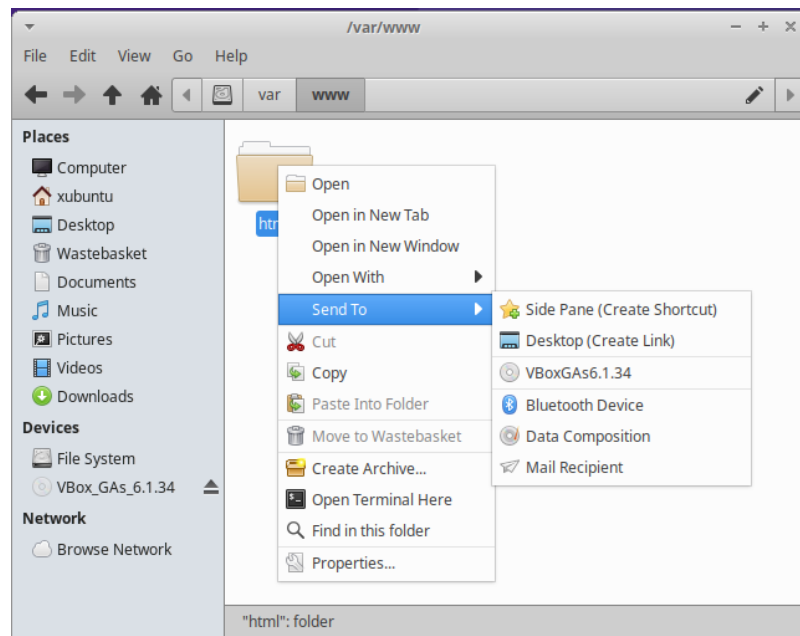 /var/www
File Edit View Go Help
var www
Places
Computer
xubuntu
Desktop
Wastebasket
Documents
Music
Pictures
Videos
Downloads
Devices
File System
VBox_GAs_6.1.34
Network
Browse Network
htm
Open
Open in New Tab
Open in New Window
Open With
Send To
Cut
Copy
Paste Into Folder
Move to Wastebasket
Create Archive...
Open Terminal Here
Find in this folder
Properties...
Side Pane (Create Shortcut)
Desktop (Create Link)
VBoxGAs6.1.34
Bluetooth Device
Data Composition
Mail Recipient
"html": folder